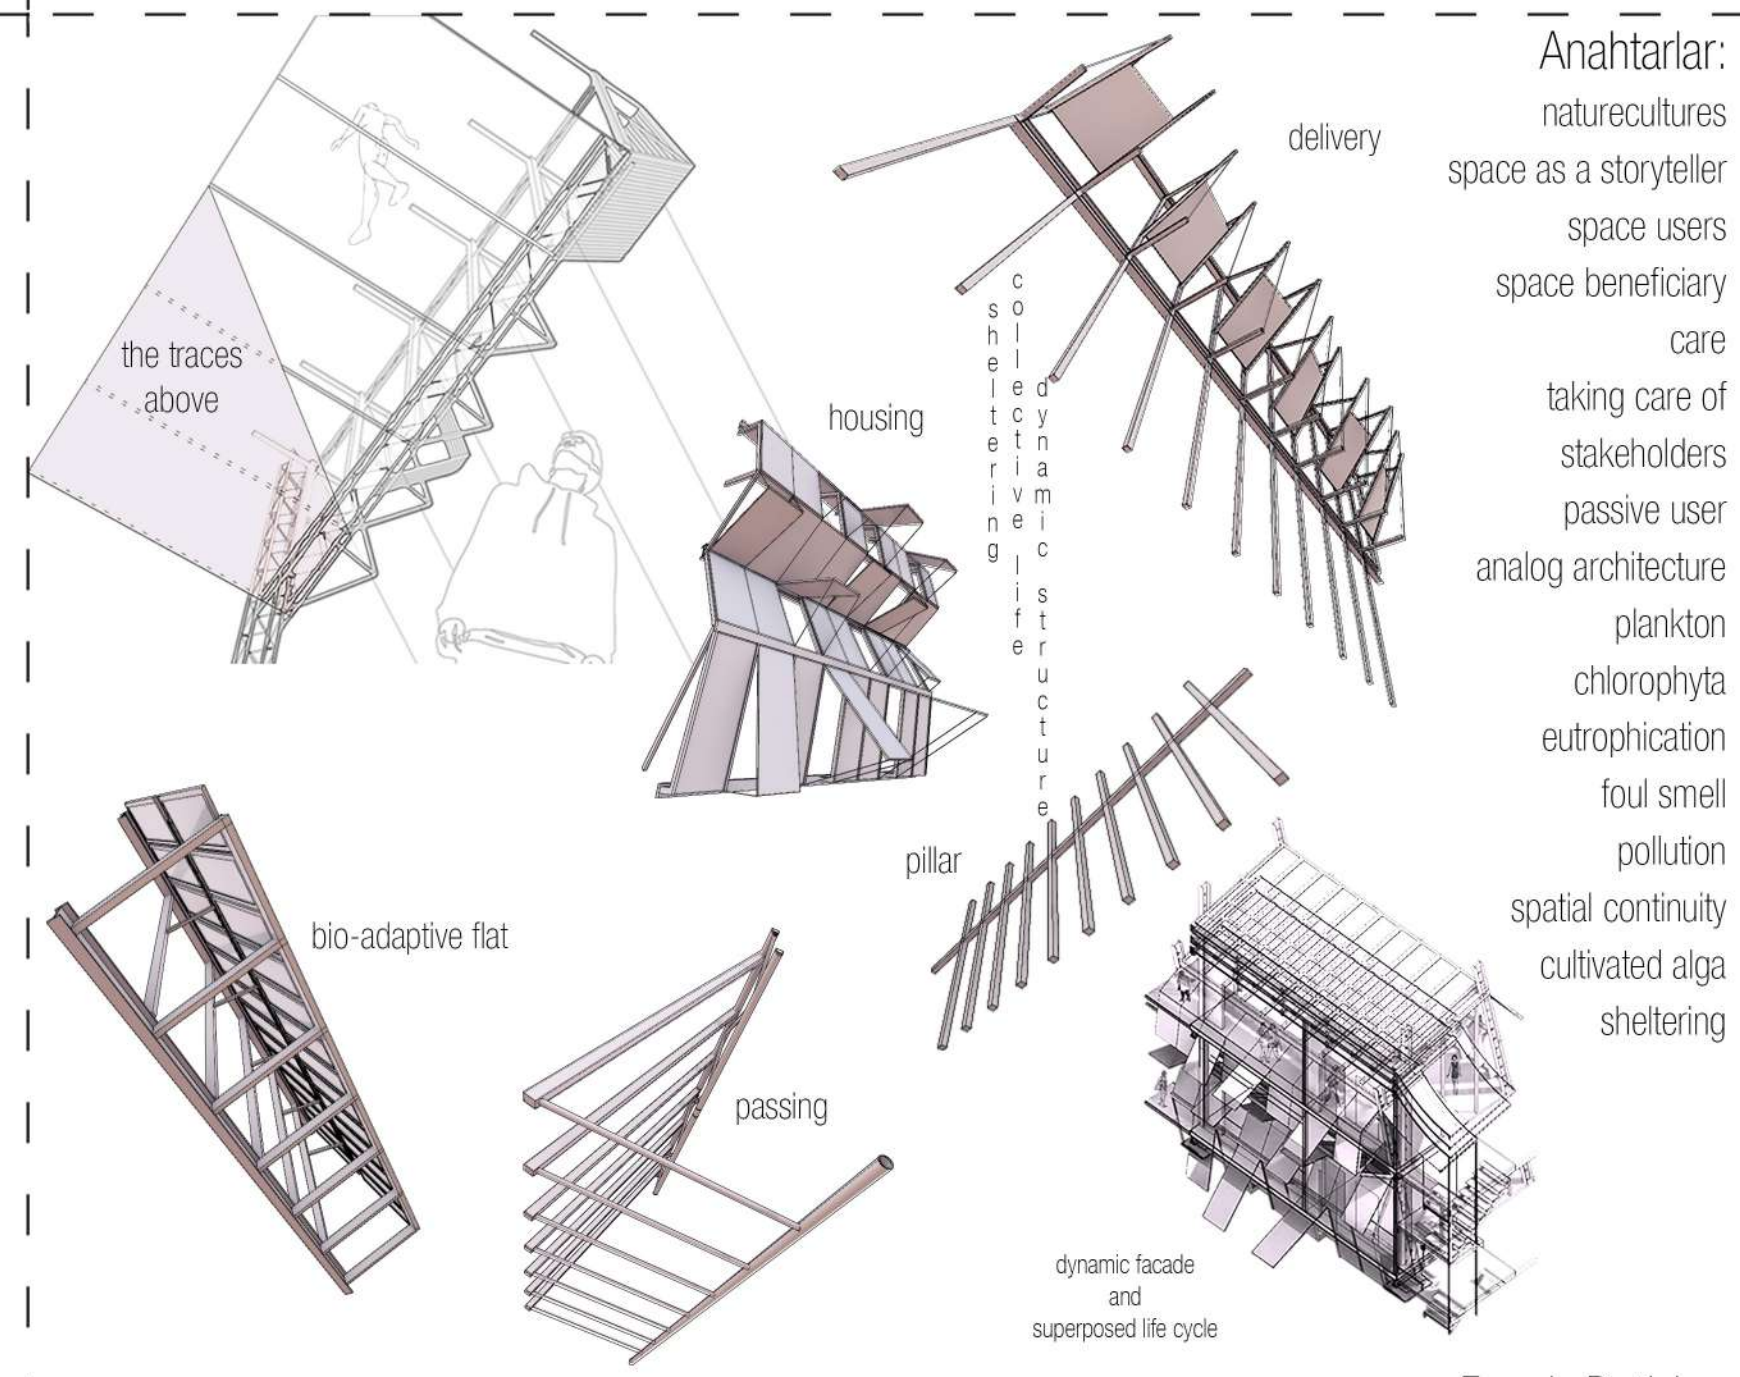 Anahtarlar:
naturecultures
space as a storyteller
space users
space beneficiary
care
taking care of
stakeholders
passive user
analog architecture
plankton
chlorophyta
eutrophication
foul smell
pollution
spatial continuity
cultivated alga
sheltering
delivery
the traces
above
housing
sheltering
collective life
dynamic structure
pillar
bio-adaptive flat
passing
dynamic facade
and
superposed life cycle